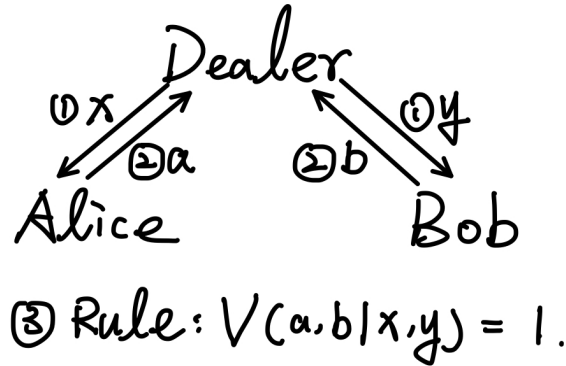 Dealer
①x ①y
②a ②b
Alice Bob
③ Rule: V(a,b|x,y) = 1.